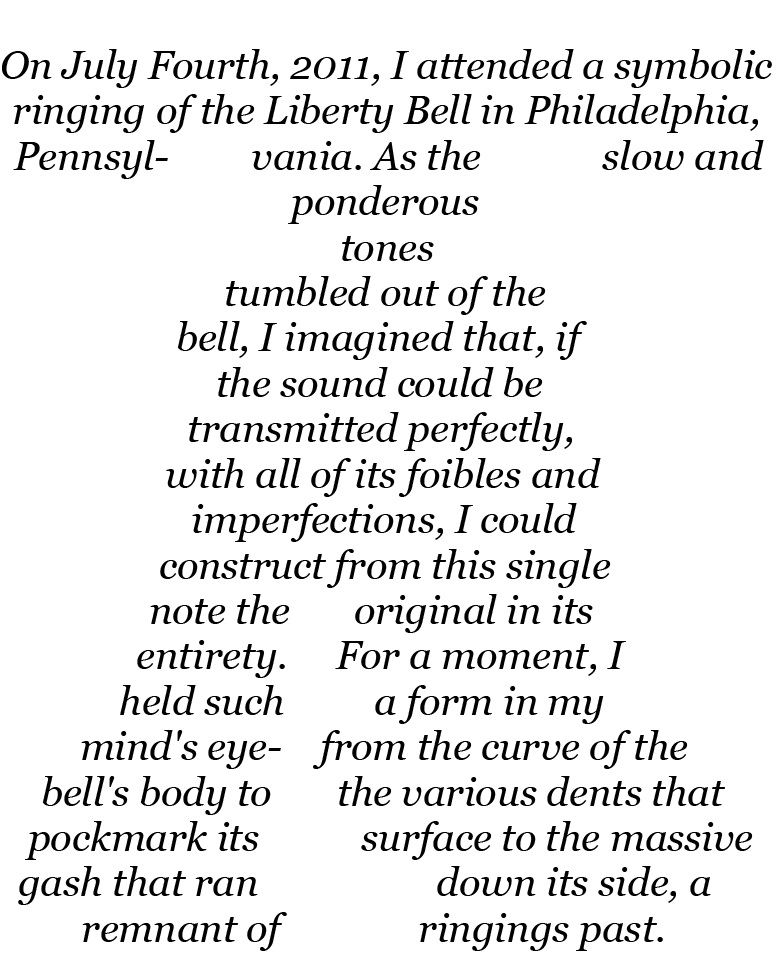 On July Fourth, 2011, I attended a symbolic
ringing of the Liberty Bell in Philadelphia,
Pennsyl- vania. As the slow and
ponderous
tones
tumbled out of the
bell, I imagined that, if
the sound could be
transmitted perfectly,
with all of its foibles and
imperfections, I could
construct from this single
note the original in its
entirety. For a moment, I
held such a form in my
mind's eye- from the curve of the
bell's body to the various dents that
pockmark its surface to the massive
gash that ran down its side, a
remnant of ringings past.